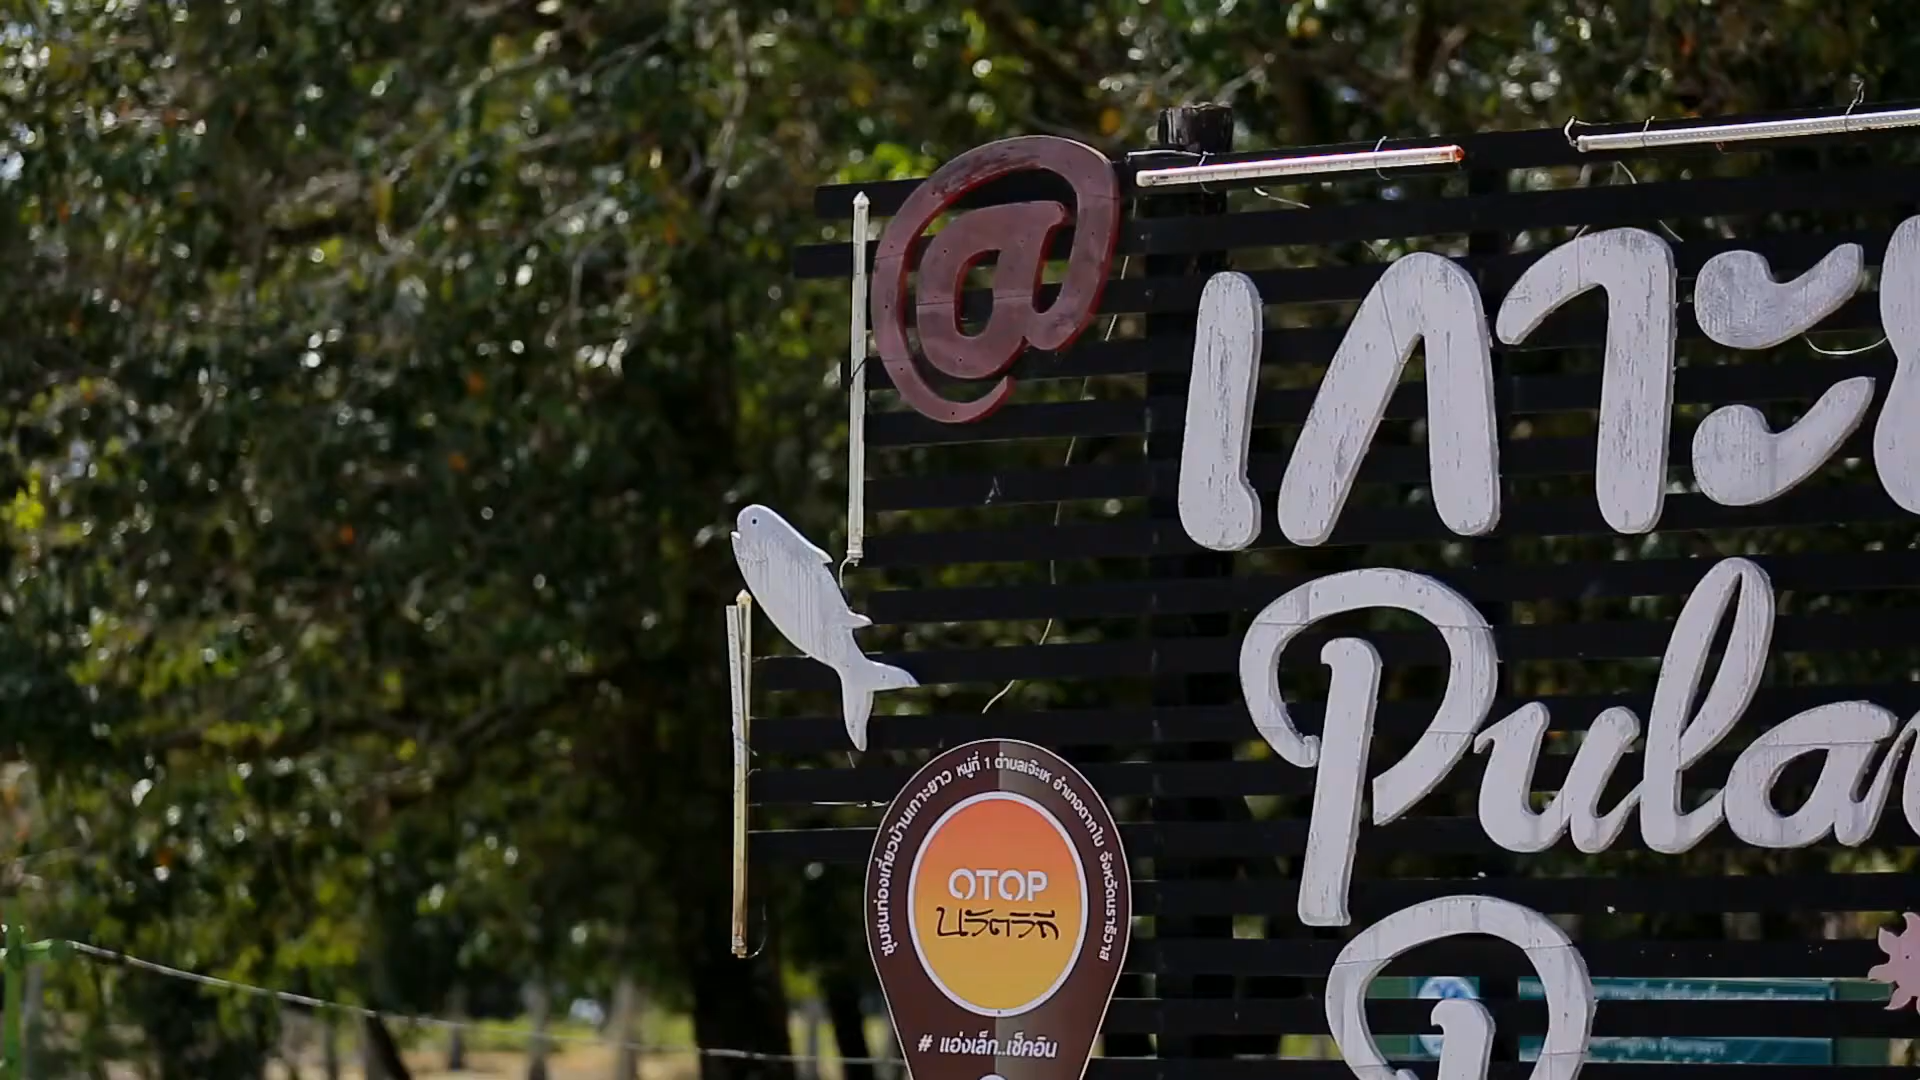 @ เกาะย
Pulau
P
ชุมชนท่องเที่ยวบ้านเกาะยาว หมู่ที่ 1 ตำบลเจ๊ะเห อำเภอตากใบ จังหวัดนราธิวาส
OTOP
นวัตวิถี
# แอ่งเล็ก..เช็คอิน